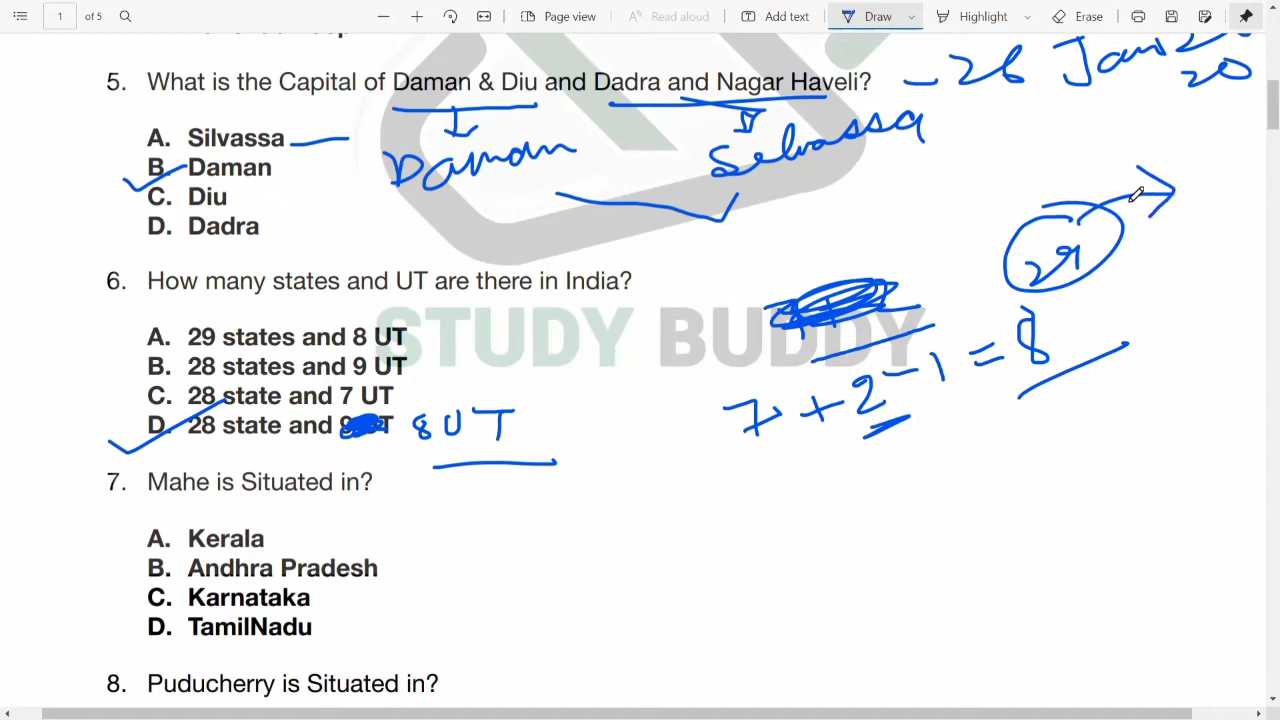 1 of 5 Page view Read aloud Add text Draw Highlight Erase
5. What is the Capital of Daman & Diu and Dadra and Nagar Haveli? - 26 Jan 20
20
A. Silvassa
B. Daman
C. Diu
D. Dadra
Daman Selvassa
6. How many states and UT are there in India?
A. 29 states and 8 UT
B. 28 states and 9 UT
C. 28 state and 7 UT
D. 28 state and 8 UT
7 + 2 - 1 = 8
STUDY BUDDY
7. Mahe is Situated in?
A. Kerala
B. Andhra Pradesh
C. Karnataka
D. TamilNadu
8. Puducherry is Situated in?